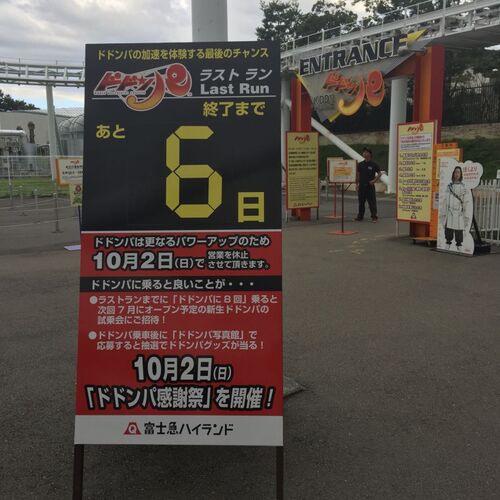 ドドンパの加速を体験する最後のチャンス
ドドンパ ラスト ラン
Last Run
終了まで
あと
6日
ドドンパは更なるパワーアップのため
10月2日(日)で 営業を休止
させて頂きます。
ドドンパに乗ると良いことが・・・
●ラストランまでに「ドドンパに8回」乗ると
次回7月にオープン予定の新生ドドンパの
試乗会にご招待！
●ドドンパ乗車後に「ドドンパ写真館」で
応募すると抽選でドドンパグッズが当る！
10月2日(日)
「ドドンパ感謝祭」を開催！
富士急ハイランド
ENTRANCE
ドドンパ